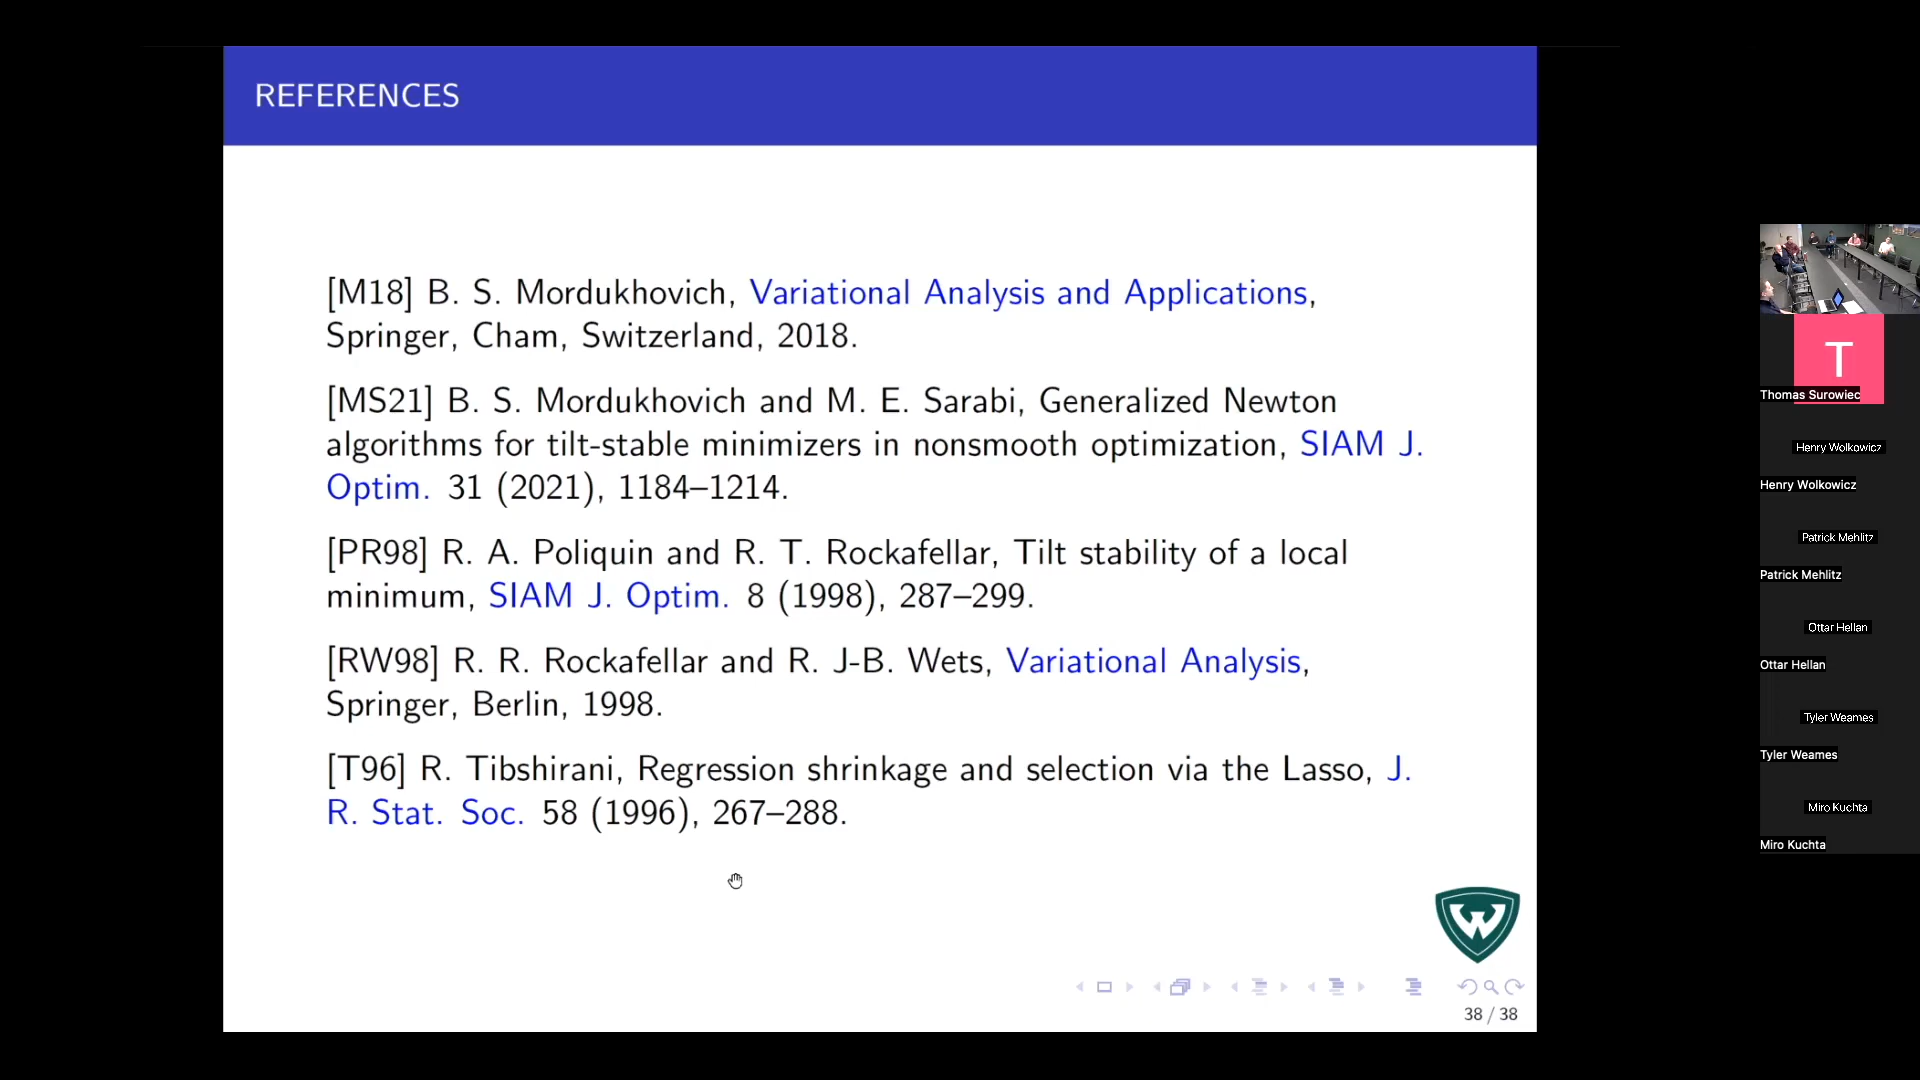 REFERENCES
[M18] B. S. Mordukhovich, Variational Analysis and Applications,
Springer, Cham, Switzerland, 2018.
[MS21] B. S. Mordukhovich and M. E. Sarabi, Generalized Newton
algorithms for tilt-stable minimizers in nonsmooth optimization, SIAM J.
Optim. 31 (2021), 1184–1214.
[PR98] R. A. Poliquin and R. T. Rockafellar, Tilt stability of a local
minimum, SIAM J. Optim. 8 (1998), 287–299.
[RW98] R. R. Rockafellar and R. J-B. Wets, Variational Analysis,
Springer, Berlin, 1998.
[T96] R. Tibshirani, Regression shrinkage and selection via the Lasso, J.
R. Stat. Soc. 58 (1996), 267–288.
W
38 / 38
T
Thomas Surowiec
Henry Wolkowicz
Henry Wolkowicz
Patrick Mehlitz
Patrick Mehlitz
Ottar Hellan
Ottar Hellan
Tyler Weames
Tyler Weames
Miro Kuchta
Miro Kuchta